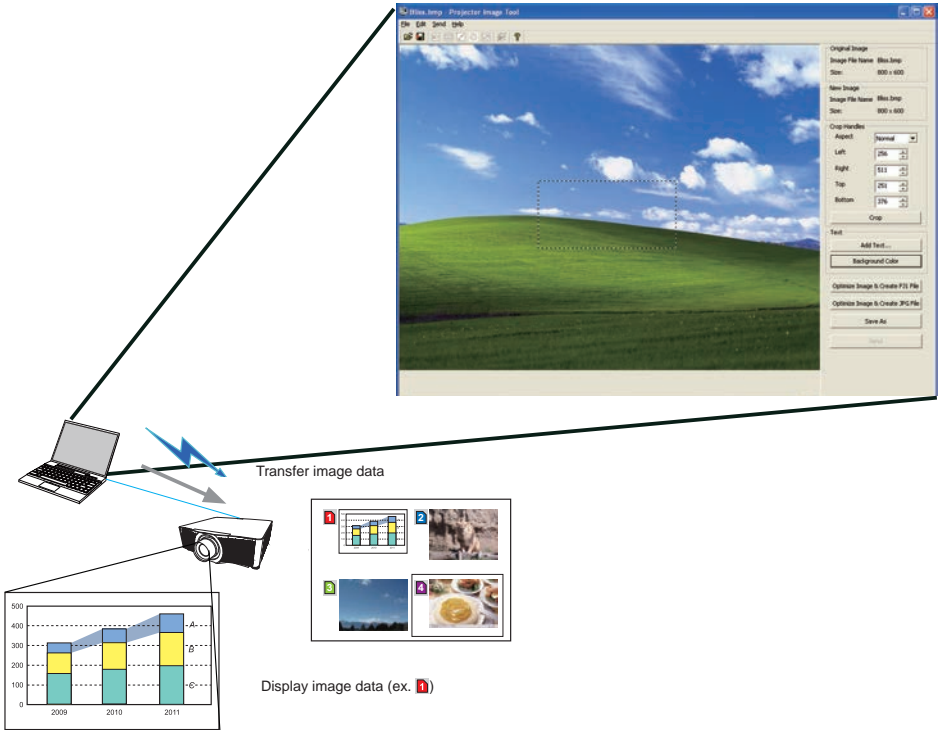 Bliss.bmp - Projector Image Tool
File Edit Send Help
Original Image
Image File Name Bliss.bmp
Size: 800 x 600
New Image
Image File Name Bliss.bmp
Size: 800 x 600
Crop Handles
Aspect Normal
Left 256
Right 511
Top 251
Bottom 376
Crop
Text
Add Text...
Background Color
Optimize Image & Create PJI File
Optimize Image & Create JPG File
Save As
Send
Transfer image data
1
2
3
4
500
400
300
200
100
0
A
B
C
2009 2010 2011
Display image data (ex. 1)